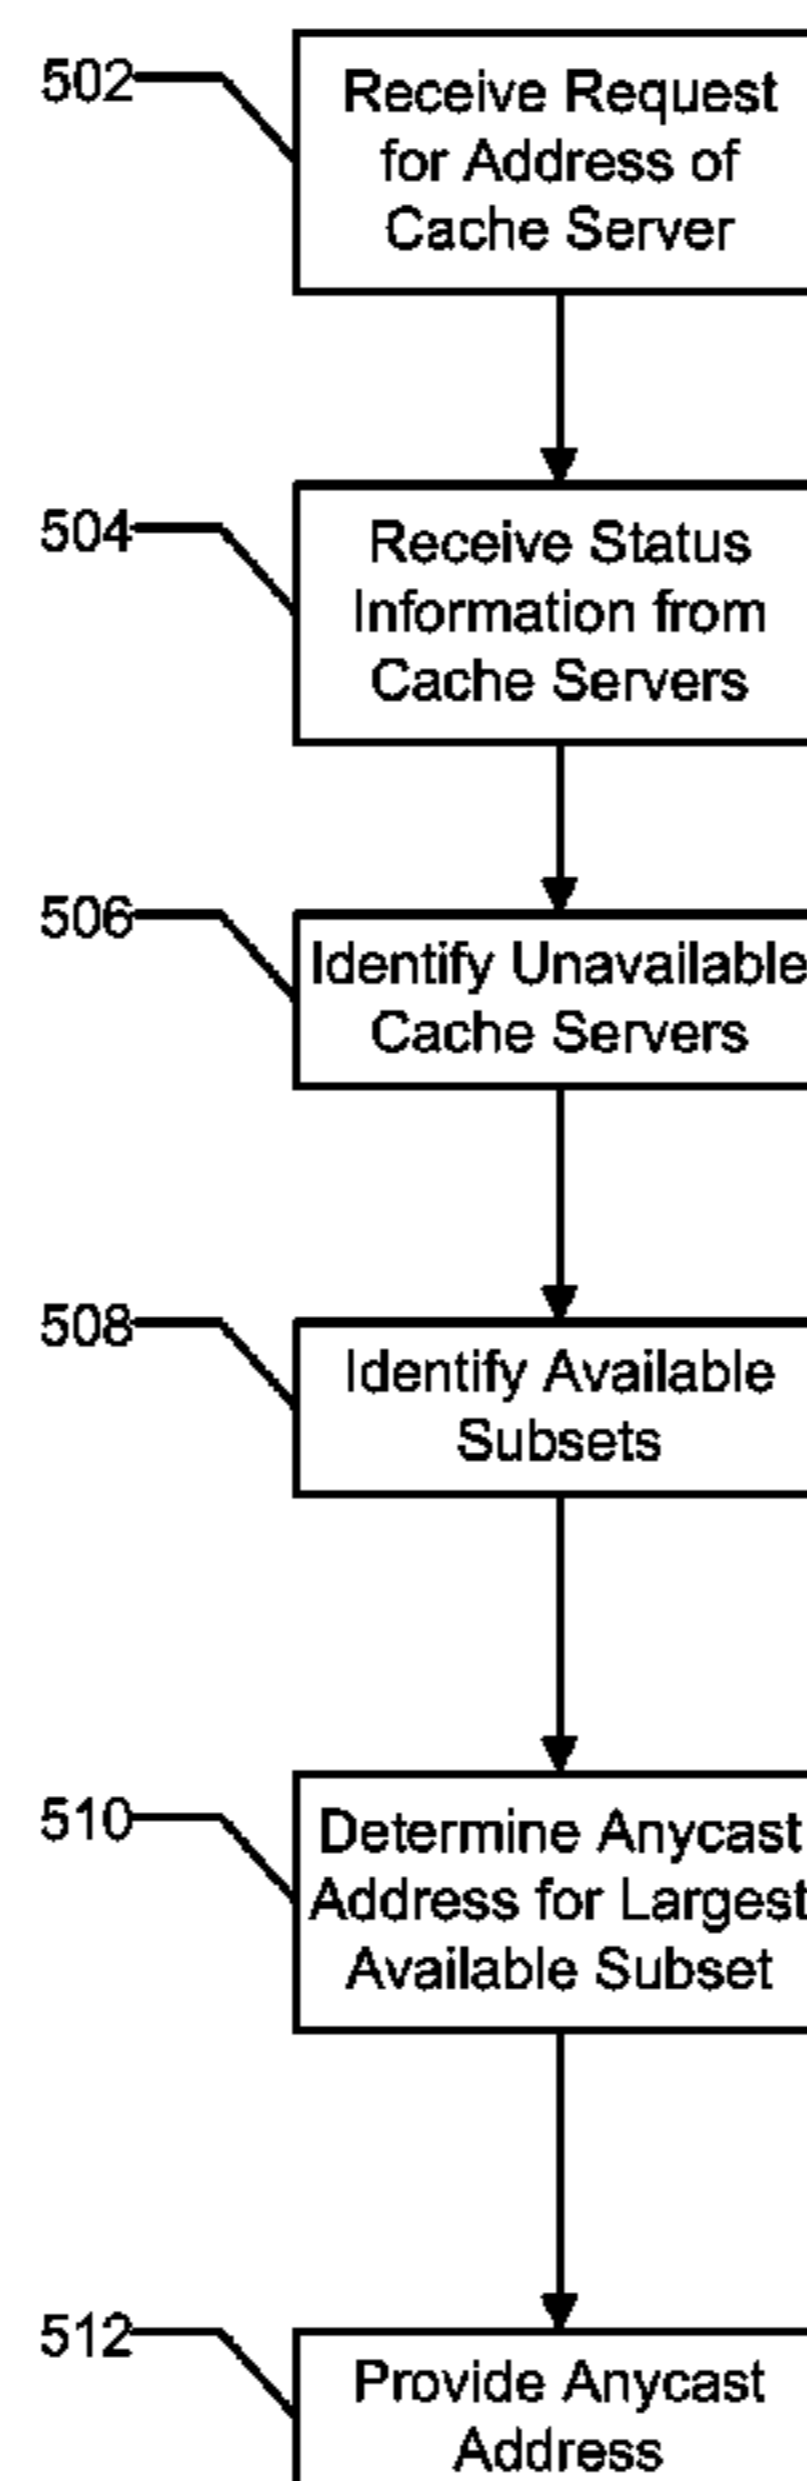 502
Receive Request
for Address of
Cache Server
504
Receive Status
Information from
Cache Servers
506
Identify Unavailable
Cache Servers
508
Identify Available
Subsets
510
Determine Anycast
Address for Largest
Available Subset
512
Provide Anycast
Address